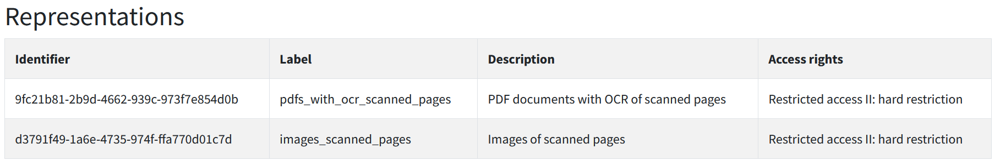 Representations
Identifier Label Description Access rights
9fc21b81-2b9d-4662-939c-973f7e854d0b pdfs_with_ocr_scanned_pages PDF documents with OCR of scanned pages Restricted access II: hard restriction
d3791f49-1a6e-4735-974f-ffa770d01c7d images_scanned_pages Images of scanned pages Restricted access II: hard restriction